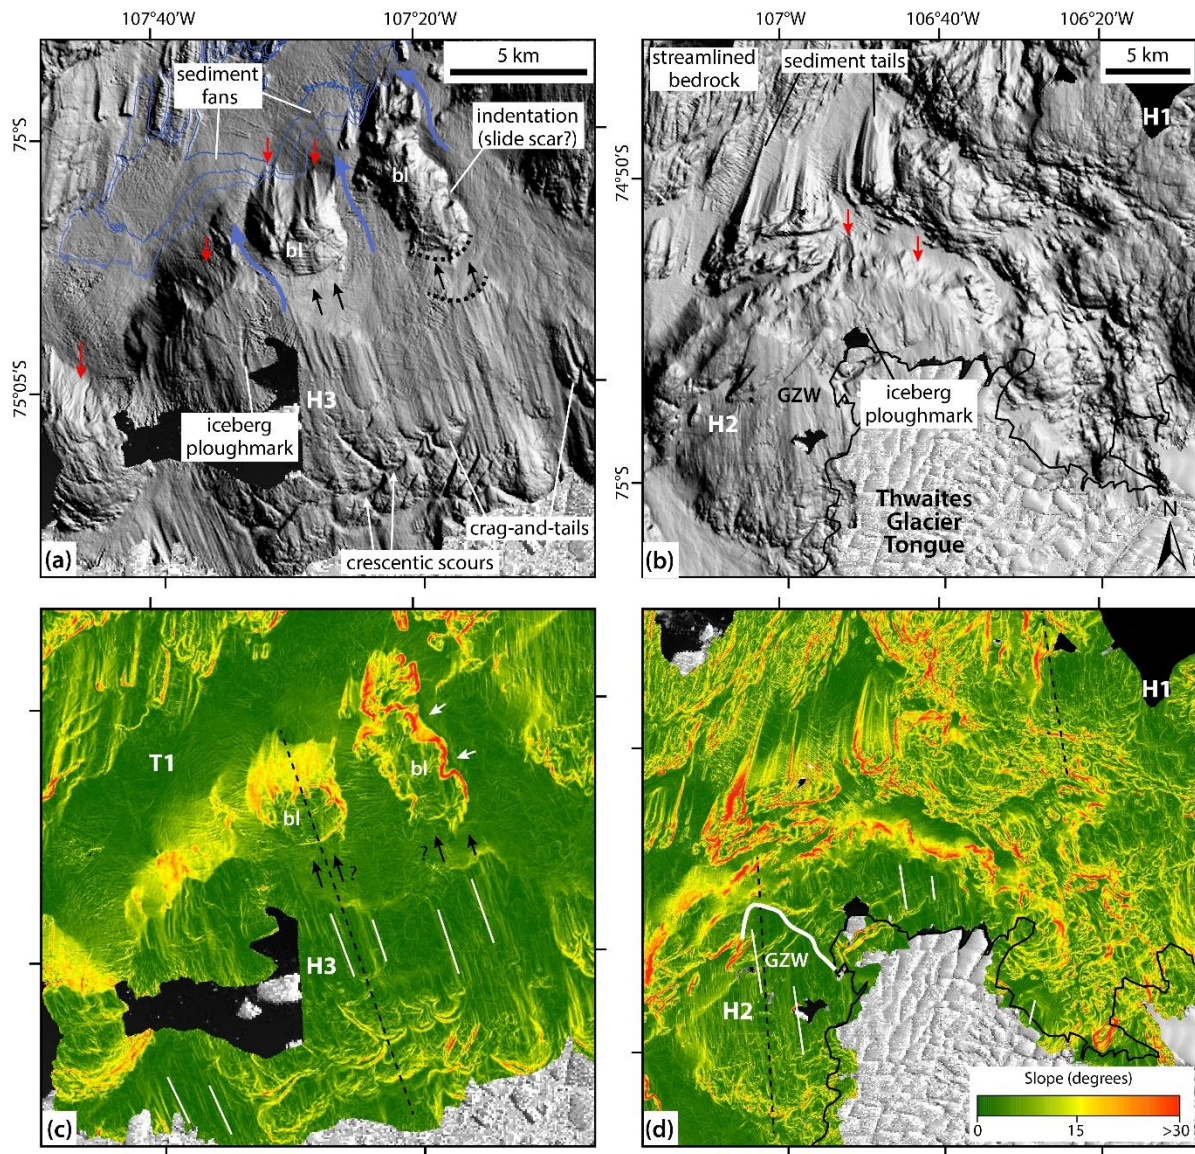 107°40'W
107°20'W
107°W
106°40'W
106°20'W
5 km
sediment
fans
indentation
(slide scar?)
bl
bl
75°S
75°05'S
H3
iceberg
ploughmark
crag-and-tails
crescentic scours
(a)
streamlined
bedrock
sediment tails
5 km
H1
74°50'S
GZW
iceberg
ploughmark
H2
75°S
Thwaites
Glacier
Tongue
N
(b)
T1
bl
bl
?
?
H3
(c)
H1
GZW
H2
Slope (degrees)
0
15
>30
(d)